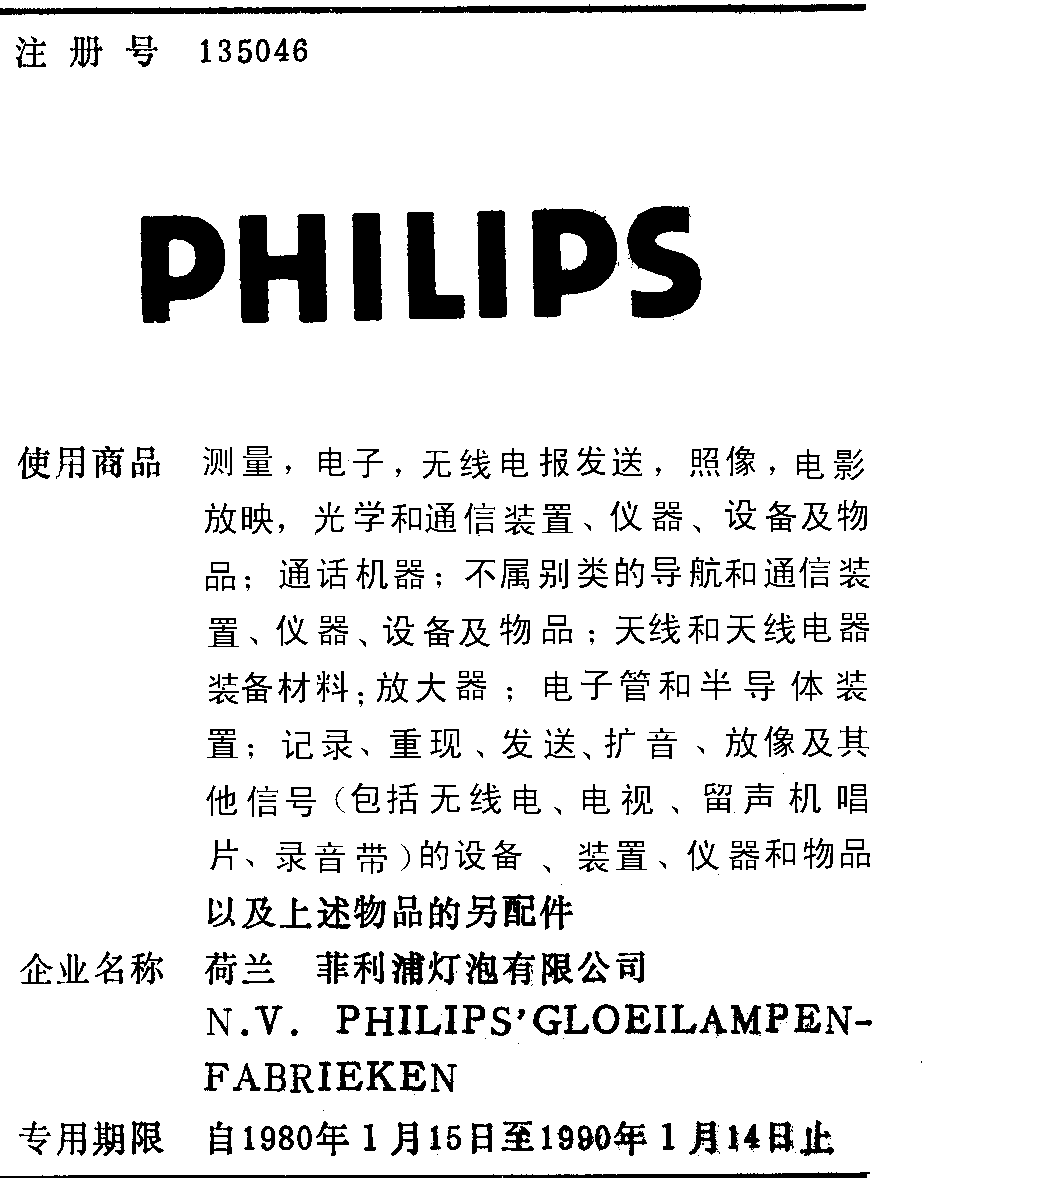 注册号 135046
PHILIPS
使用商品 测量，电子，无线电报发送，照像，电影
放映，光学和通信装置、仪器、设备及物
品；通话机器；不属别类的导航和通信装
置、仪器、设备及物品；天线和天线电器
装备材料；放大器；电子管和半导体装
置；记录、重现、发送、扩音、放像及其
他信号（包括无线电、电视、留声机唱
片、录音带）的设备、装置、仪器和物品
以及上述物品的另配件
企业名称 荷兰 菲利浦灯泡有限公司
N.V. PHILIPS'GLOEILAMPEN-
FABRIEKEN
专用期限 自1980年1月15日至1990年1月14日止